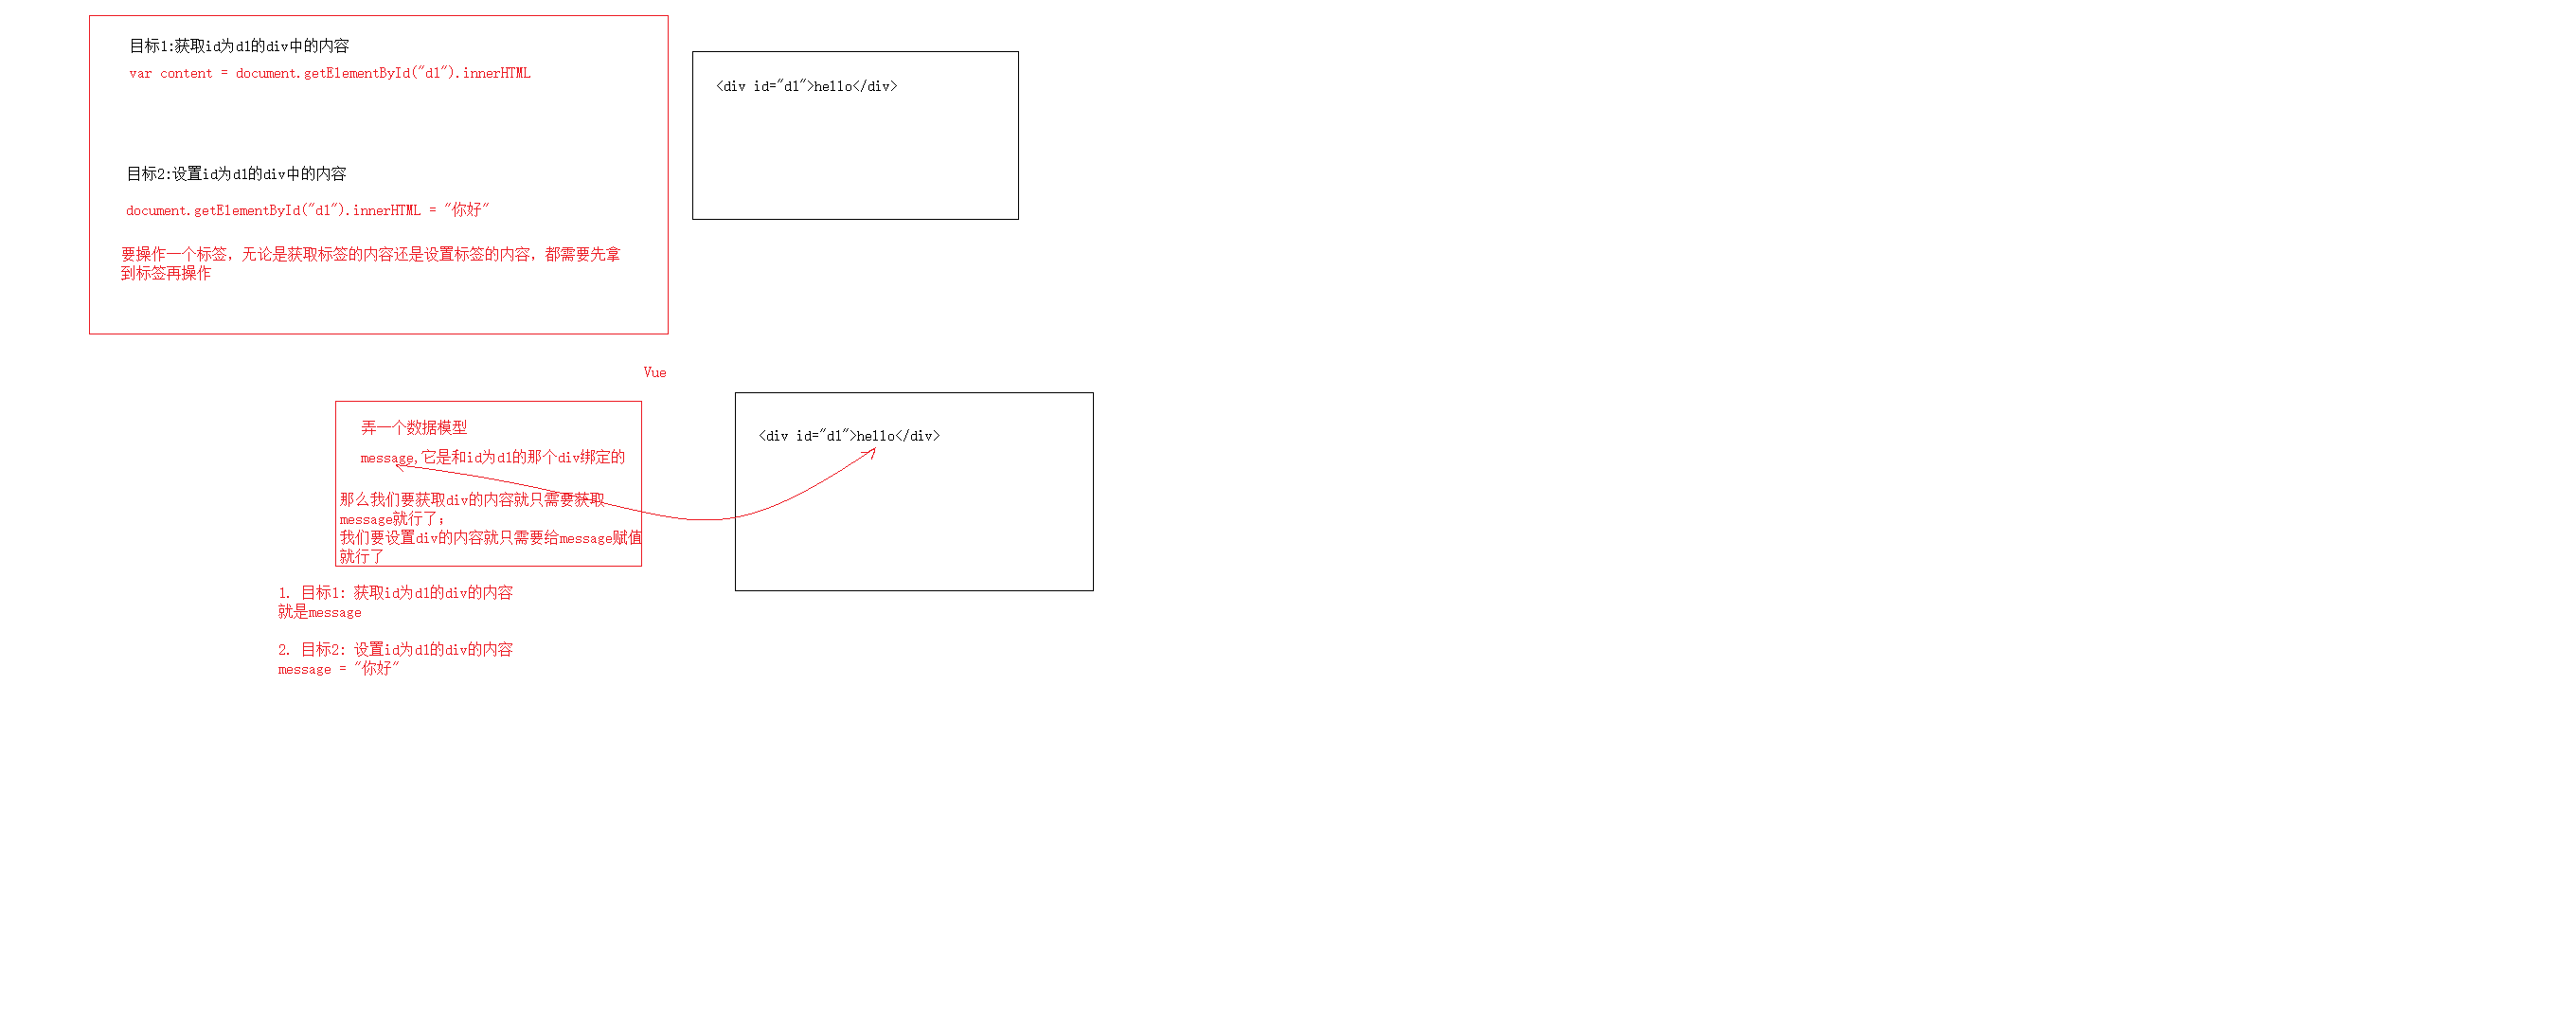 目标1:获取id为d1的div中的内容
var content = document.getElementById("d1").innerHTML
<div id="d1">hello</div>
目标2:设置id为d1的div中的内容
document.getElementById("d1").innerHTML = "你好"
要操作一个标签，无论是获取标签的内容还是设置标签的内容，都需要先拿
到标签再操作
Vue
弄一个数据模型
message,它是和id为d1的那个div绑定的
那么我们要获取div的内容就只需要获取
message就行了；
我们要设置div的内容就只需要给message赋值
就行了
<div id="d1">hello</div>
1. 目标1: 获取id为d1的div的内容
就是message
2. 目标2: 设置id为d1的div的内容
message = "你好"